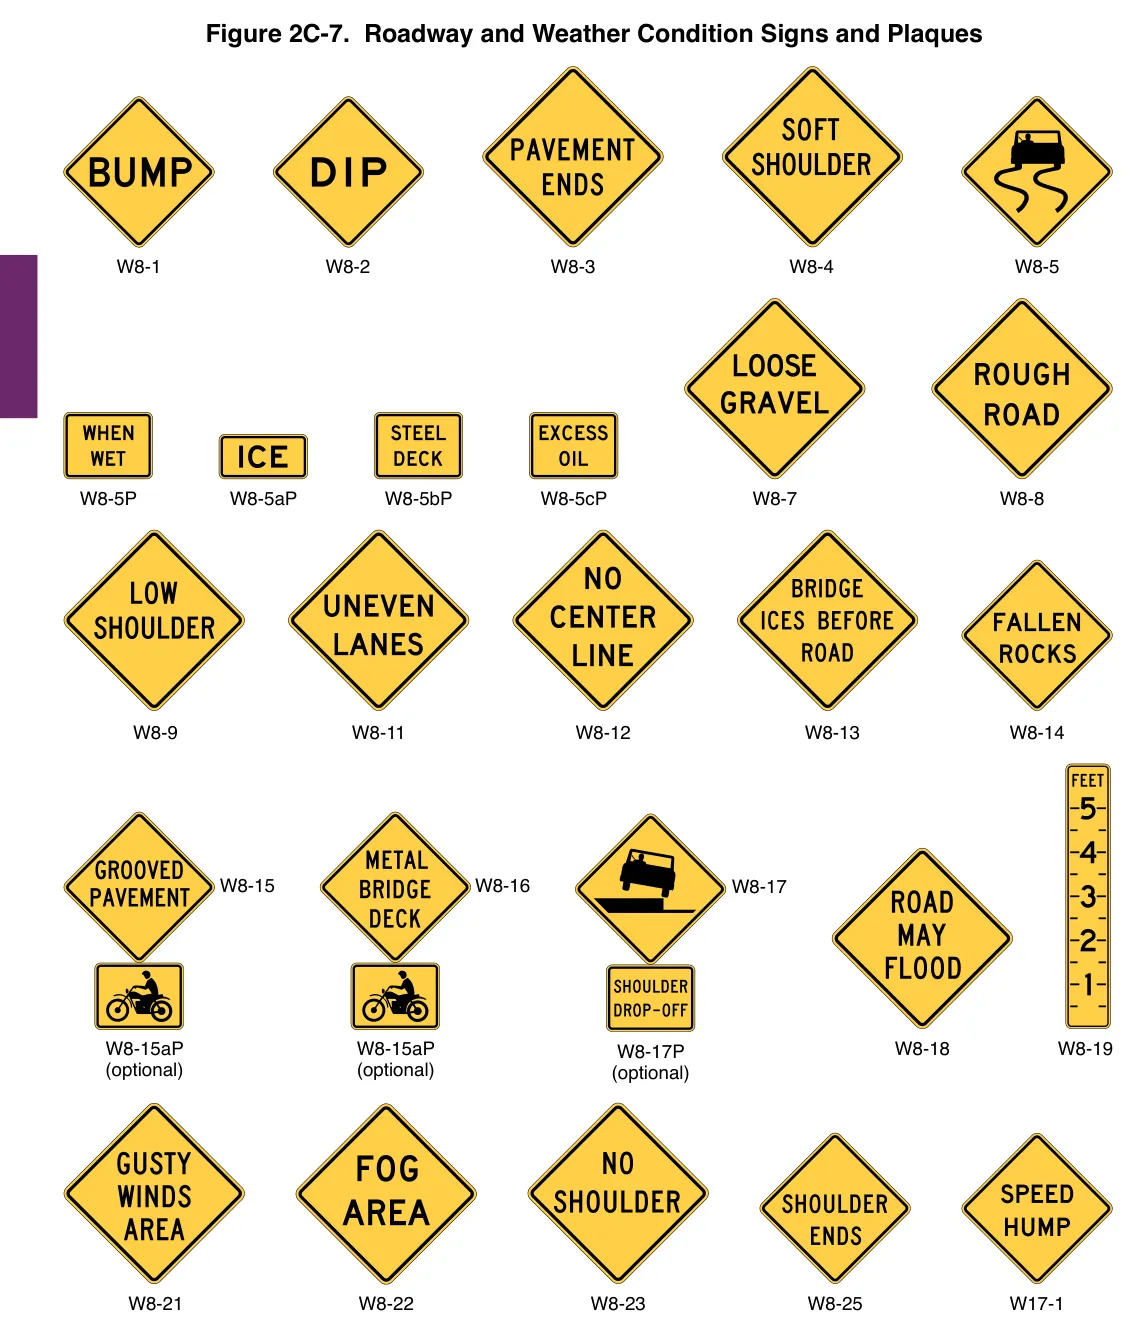 Figure 2C-7. Roadway and Weather Condition Signs and Plaques
BUMP
W8-1
DIP
W8-2
PAVEMENT
ENDS
W8-3
SOFT
SHOULDER
W8-4
W8-5
WHEN
WET
W8-5P
ICE
W8-5aP
STEEL
DECK
W8-5bP
EXCESS
OIL
W8-5cP
LOOSE
GRAVEL
W8-7
ROUGH
ROAD
W8-8
LOW
SHOULDER
W8-9
UNEVEN
LANES
W8-11
NO
CENTER
LINE
W8-12
BRIDGE
ICES BEFORE
ROAD
W8-13
FALLEN
ROCKS
W8-14
GROOVED
PAVEMENT
W8-15
W8-15aP
(optional)
METAL
BRIDGE
DECK
W8-16
W8-15aP
(optional)
W8-17
SHOULDER
DROP-OFF
W8-17P
(optional)
ROAD
MAY
FLOOD
W8-18
FEET
5
4
3
2
1
W8-19
GUSTY
WINDS
AREA
W8-21
FOG
AREA
W8-22
NO
SHOULDER
W8-23
SHOULDER
ENDS
W8-25
SPEED
HUMP
W17-1